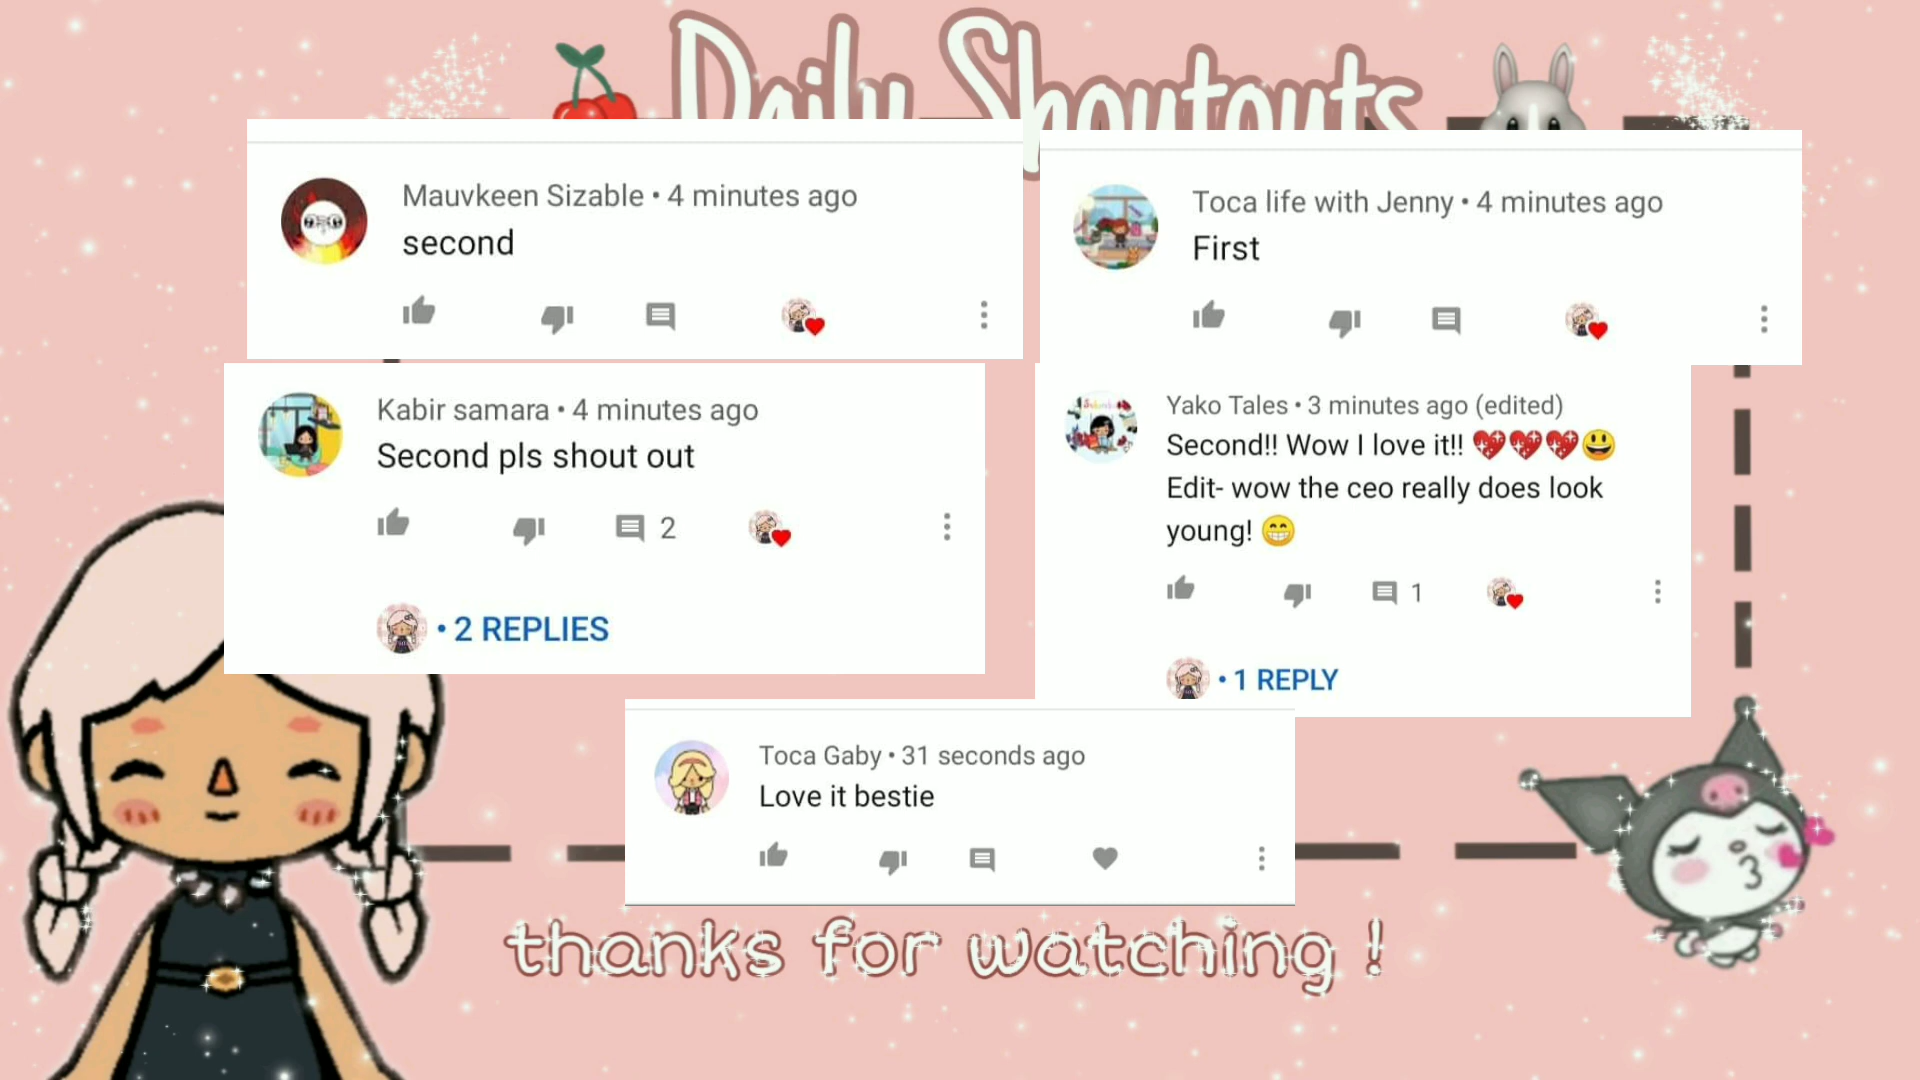 Daily Shoutouts
Mauvkeen Sizable • 4 minutes ago
second
Toca life with Jenny • 4 minutes ago
First
Kabir samara • 4 minutes ago
Second pls shout out
2
• 2 REPLIES
Yako Tales • 3 minutes ago (edited)
Second!! Wow I love it!! 💖💖💖😃
Edit- wow the ceo really does look
young! 😁
1
• 1 REPLY
Toca Gaby • 31 seconds ago
Love it bestie
thanks for watching !